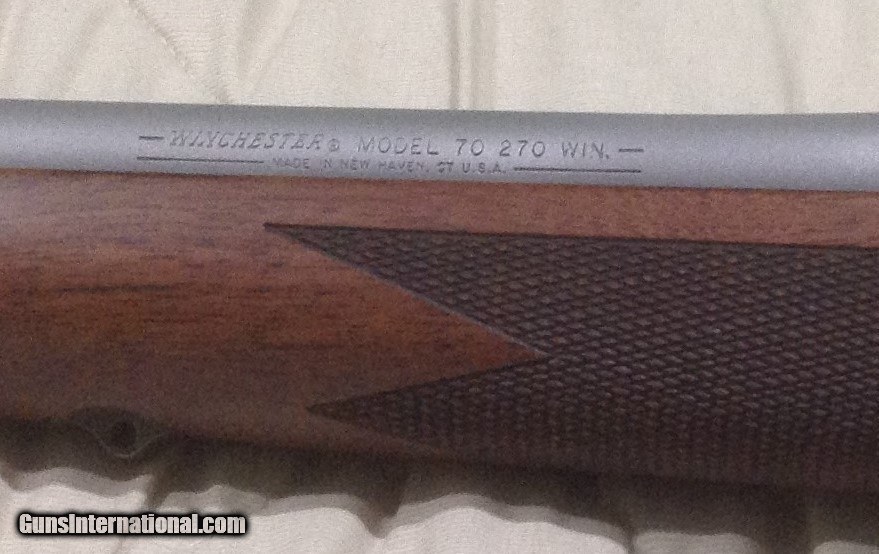 — WINCHESTER® MODEL 70 270 WIN. —
MADE IN NEW HAVEN, CT U.S.A.
GunsInternational.com